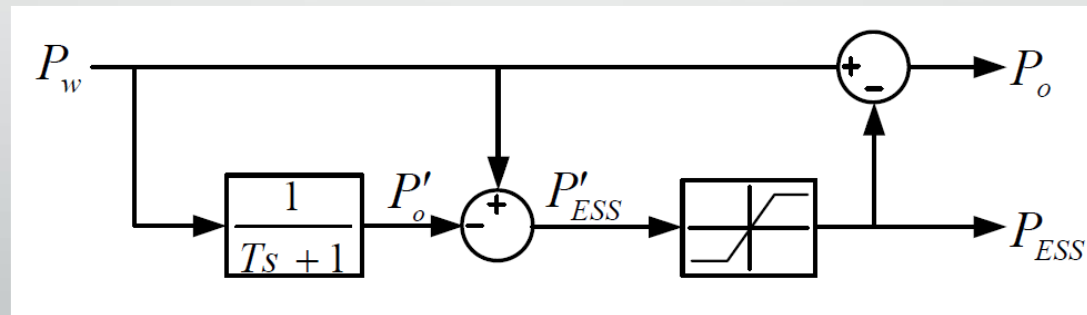 P_w
+
-
P_o
1
Ts + 1
P'_o
+
-
P'_ESS
P_ESS